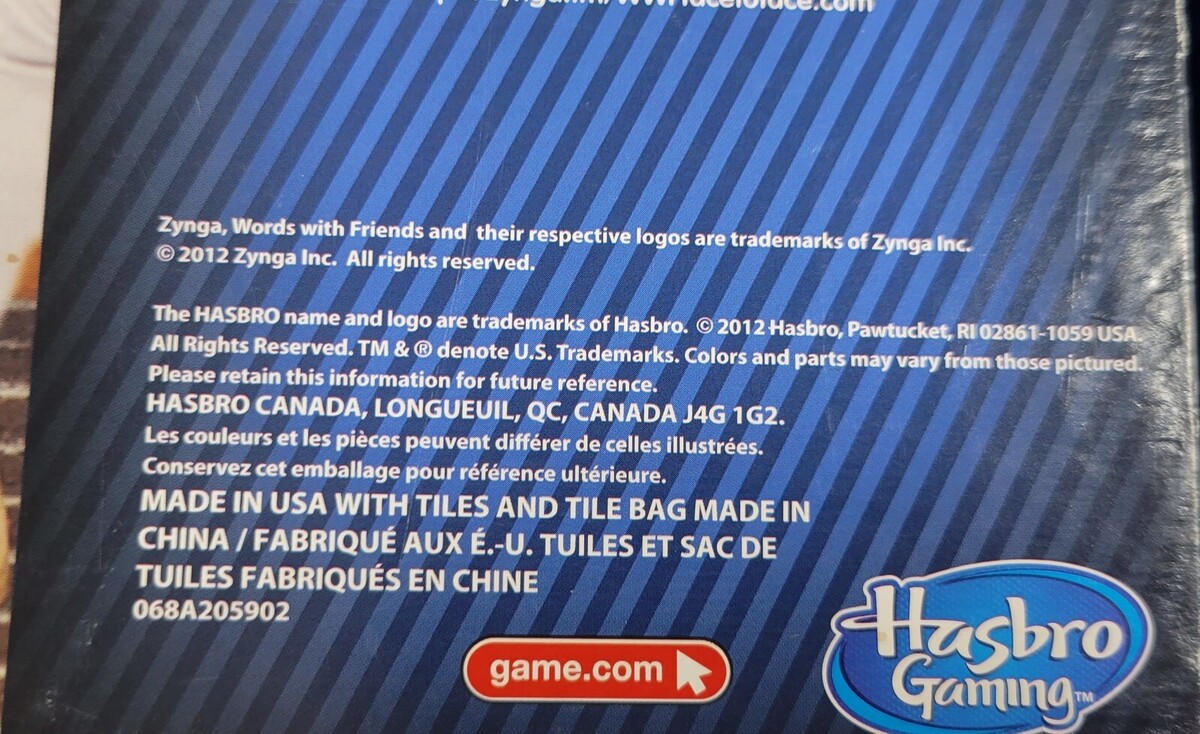 Zynga, Words with Friends and their respective logos are trademarks of Zynga Inc.
© 2012 Zynga Inc. All rights reserved.
The HASBRO name and logo are trademarks of Hasbro. © 2012 Hasbro, Pawtucket, RI 02861-1059 USA.
All Rights Reserved. TM & ® denote U.S. Trademarks. Colors and parts may vary from those pictured.
Please retain this information for future reference.
HASBRO CANADA, LONGUEUIL, QC, CANADA J4G 1G2.
Les couleurs et les pièces peuvent différer de celles illustrées.
Conservez cet emballage pour référence ultérieure.
MADE IN USA WITH TILES AND TILE BAG MADE IN
CHINA / FABRIQUÉ AUX É.-U. TUILES ET SAC DE
TUILES FABRIQUÉS EN CHINE
068A205902
game.com
Hasbro
Gaming™